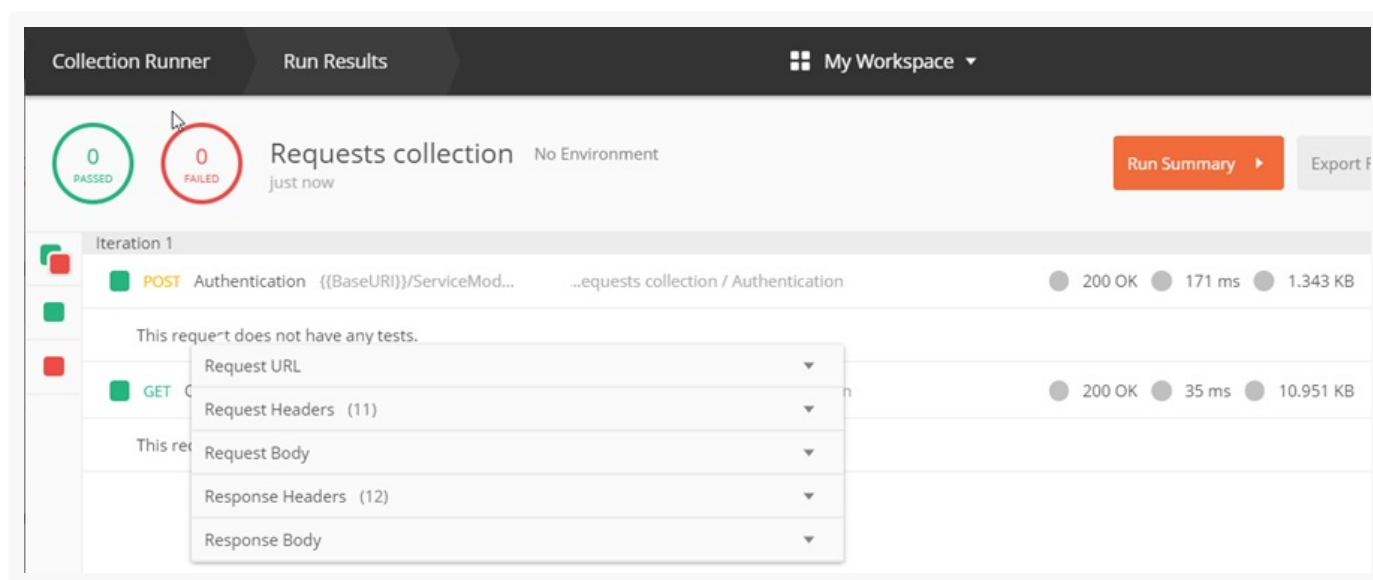 Collection Runner Run Results My Workspace
0 PASSED 0 FAILED Requests collection No Environment
just now
Run Summary Export
Iteration 1
POST Authentication {{BaseURI}}/ServiceMod... ...equests collection / Authentication 200 OK 171 ms 1.343 KB
This request does not have any tests.
Request URL
GET 200 OK 35 ms 10.951 KB
Request Headers (11)
This
Request Body
Response Headers (12)
Response Body